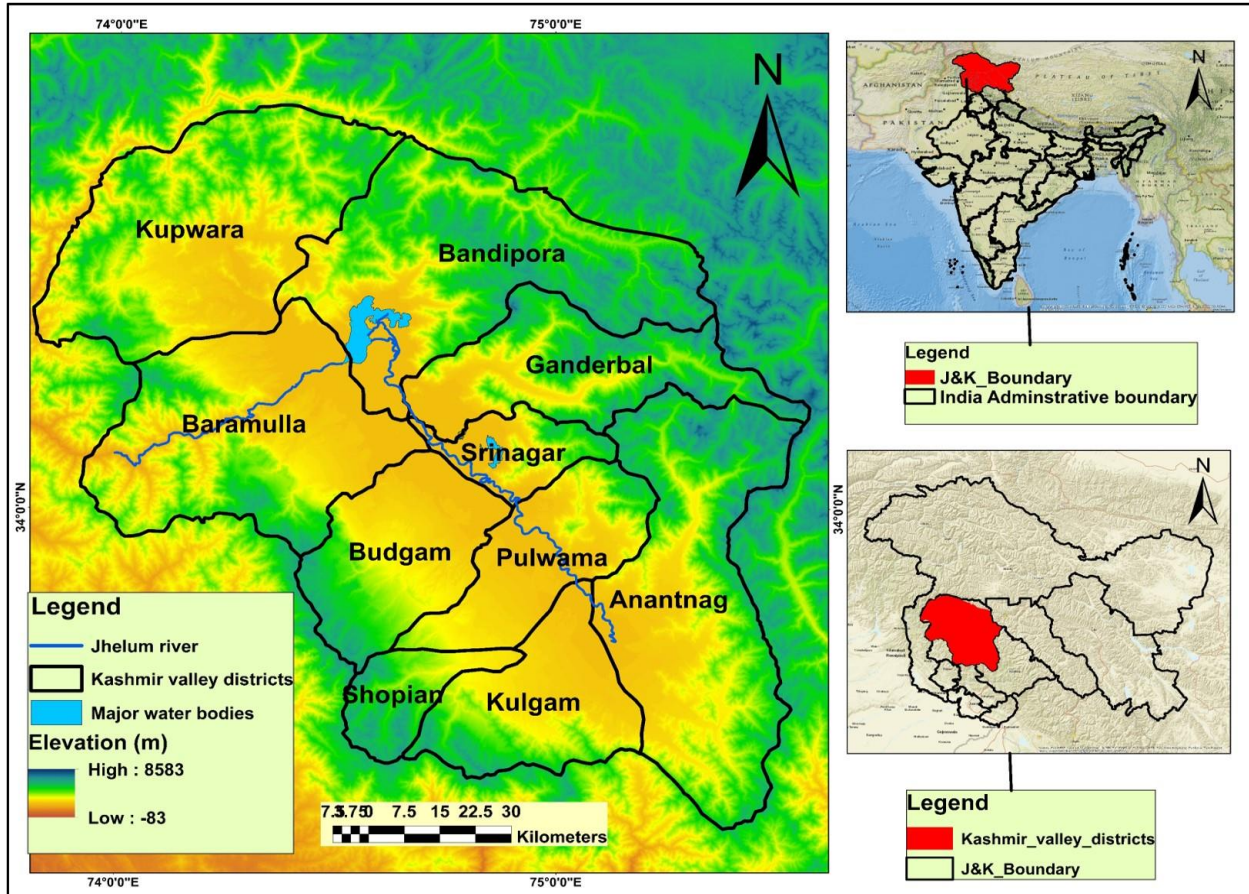 74°0'0"E 75°0'0"E
N
Kupwara
Bandipora
Ganderbal
Baramulla
Srinagar
34°0'0"N
Budgam
Pulwama
Anantnag
Shopian
Kulgam
Legend
Jhelum river
Kashmir valley districts
Major water bodies
Elevation (m)
High : 8583
Low : -83
7.5 3.75 0 7.5 15 22.5 30
Kilometers
74°0'0"E 75°0'0"E
N
AFGHANISTAN
PLATEAU OF TIBET
PAKISTAN
Legend
J&K_Boundary
India Adminstrative boundary
34°0'0"N
N
Legend
Kashmir_valley_districts
J&K_Boundary